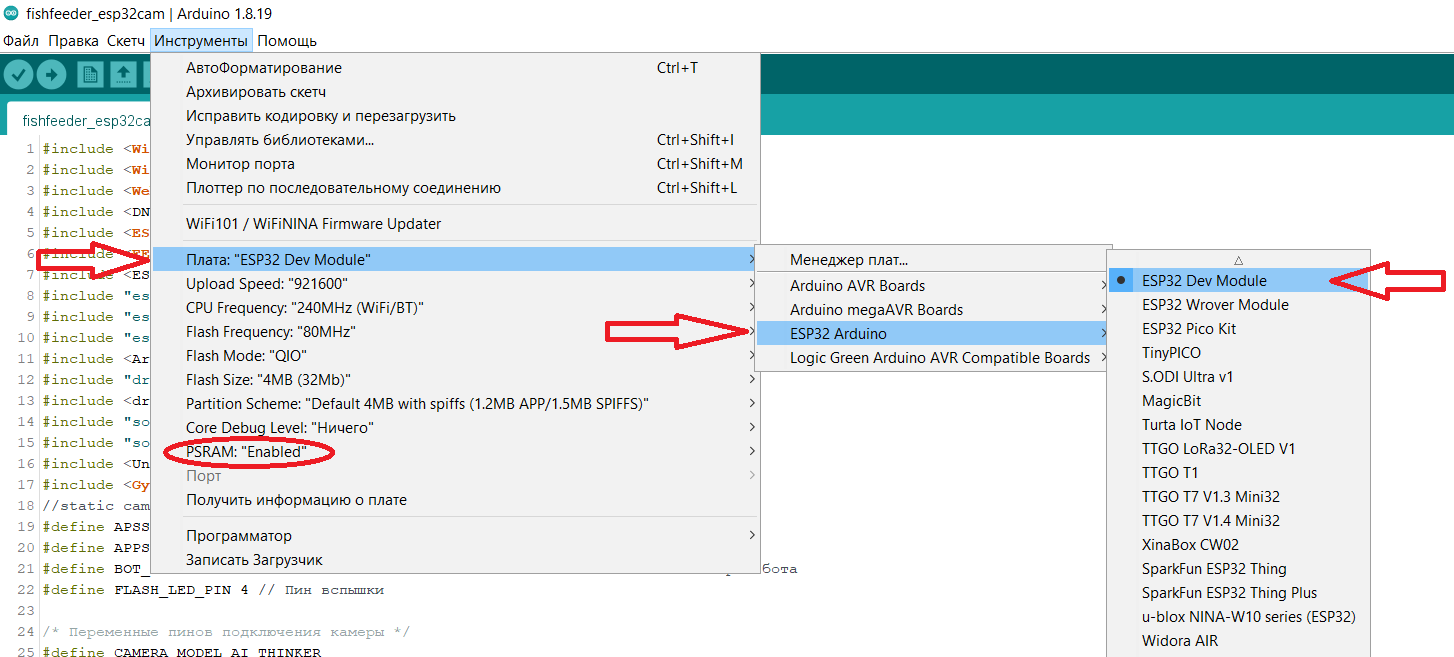 fishfeeder_esp32cam | Arduino 1.8.19
Файл Правка Скетч Инструменты Помощь
АвтоФорматирование Ctrl+T
Архивировать скетч
Исправить кодировку и перезагрузить
Управлять библиотеками... Ctrl+Shift+I
Монитор порта Ctrl+Shift+M
Плоттер по последовательному соединению Ctrl+Shift+L
WiFi101 / WiFiNINA Firmware Updater
Плата: "ESP32 Dev Module"
Upload Speed: "921600"
CPU Frequency: "240MHz (WiFi/BT)"
Flash Frequency: "80MHz"
Flash Mode: "QIO"
Flash Size: "4MB (32Mb)"
Partition Scheme: "Default 4MB with spiffs (1.2MB APP/1.5MB SPIFFS)"
Core Debug Level: "Ничего"
PSRAM: "Enabled"
Порт
Получить информацию о плате
Программатор
Записать Загрузчик
Менеджер плат...
Arduino AVR Boards
Arduino megaAVR Boards
ESP32 Arduino
Logic Green Arduino AVR Compatible Boards
ESP32 Dev Module
ESP32 Wrover Module
ESP32 Pico Kit
TinyPICO
S.ODI Ultra v1
MagicBit
Turta IoT Node
TTGO LoRa32-OLED V1
TTGO T1
TTGO T7 V1.3 Mini32
TTGO T7 V1.4 Mini32
XinaBox CW02
SparkFun ESP32 Thing
SparkFun ESP32 Thing Plus
u-blox NINA-W10 series (ESP32)
Widora AIR
fishfeeder_esp32ca
1 #include <Wi
2 #include <Wi
3 #include <We
4 #include <DN
5 #include <ES
6
7 #include <ES
8 #include "es
9 #include "es
10 #include "es
11 #include <Ar
12 #include "dr
13 #include <dr
14 #include "so
15 #include "so
16 #include <Un
17 #include <Gy
18 //static cam
19 #define APSS
20 #define APPS
21 #define BOT_ бота
22 #define FLASH_LED_PIN 4 // Пин вспышки
23
24 /* Переменные пинов подключения камеры */
25 #define CAMERA_MODEL_AI_THINKER